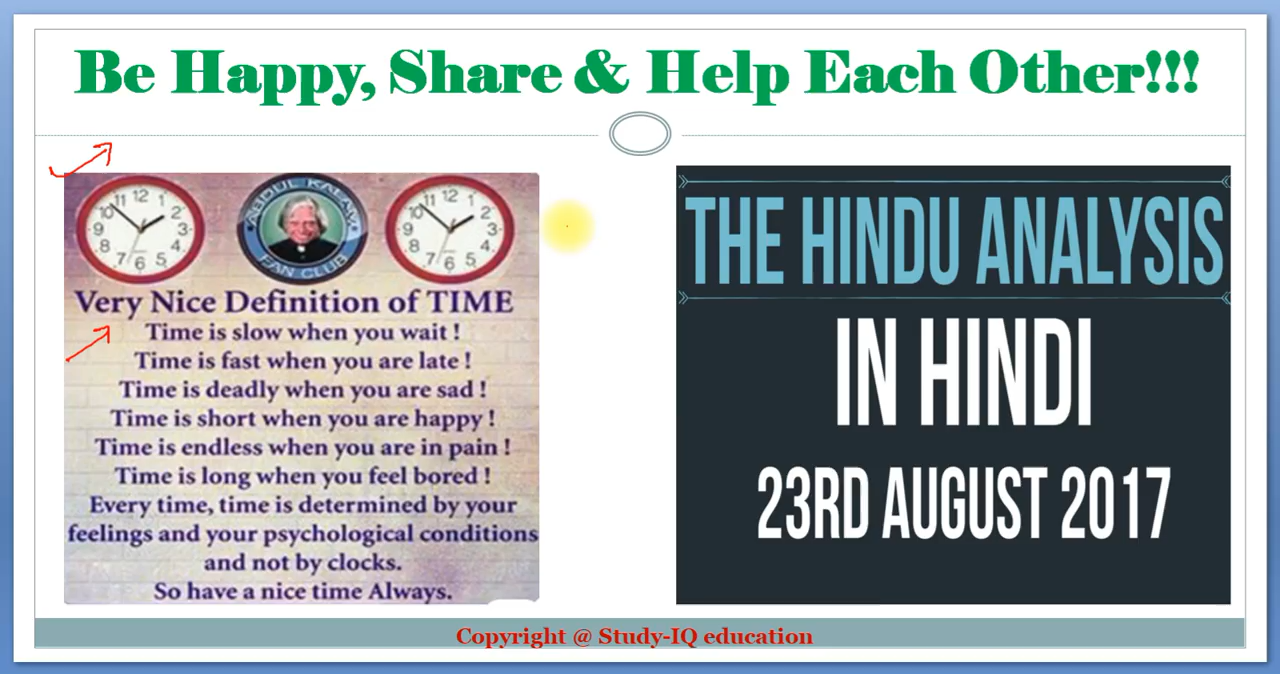 Be Happy, Share & Help Each Other!!!
ABDUL KALAM
FAN CLUB
Very Nice Definition of TIME
Time is slow when you wait !
Time is fast when you are late !
Time is deadly when you are sad !
Time is short when you are happy !
Time is endless when you are in pain !
Time is long when you feel bored !
Every time, time is determined by your
feelings and your psychological conditions
and not by clocks.
So have a nice time Always.
THE HINDU ANALYSIS
IN HINDI
23RD AUGUST 2017
Copyright @ Study-IQ education